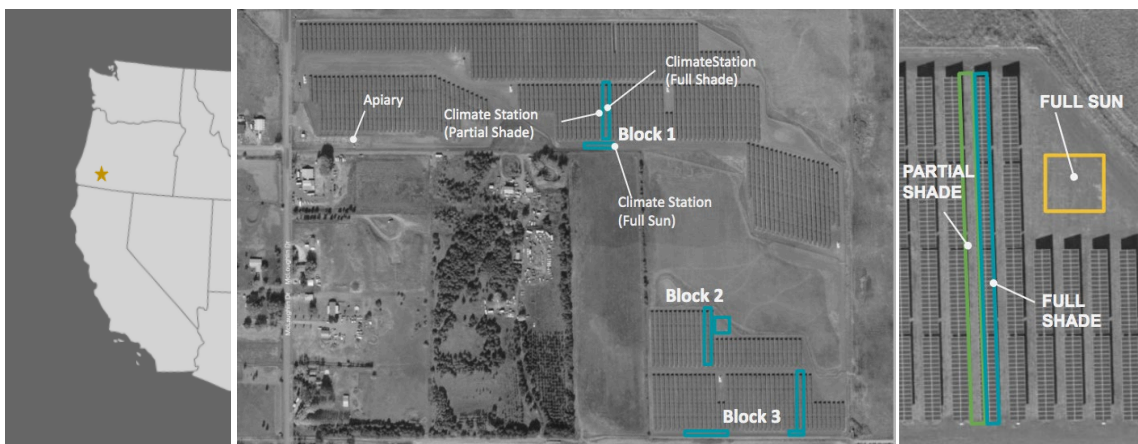 ClimateStation
(Full Shade)
Apiary
Climate Station
(Partial Shade)
Block 1
Climate Station
(Full Sun)
Block 2
Block 3
FULL SUN
PARTIAL
SHADE
FULL
SHADE